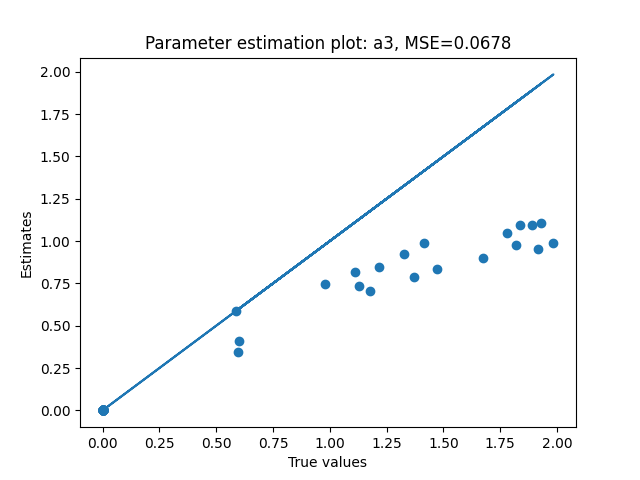 Parameter estimation plot: a3, MSE=0.0678
2.00
1.75
1.50
1.25
1.00
0.75
0.50
0.25
0.00
Estimates
0.00 0.25 0.50 0.75 1.00 1.25 1.50 1.75 2.00
True values